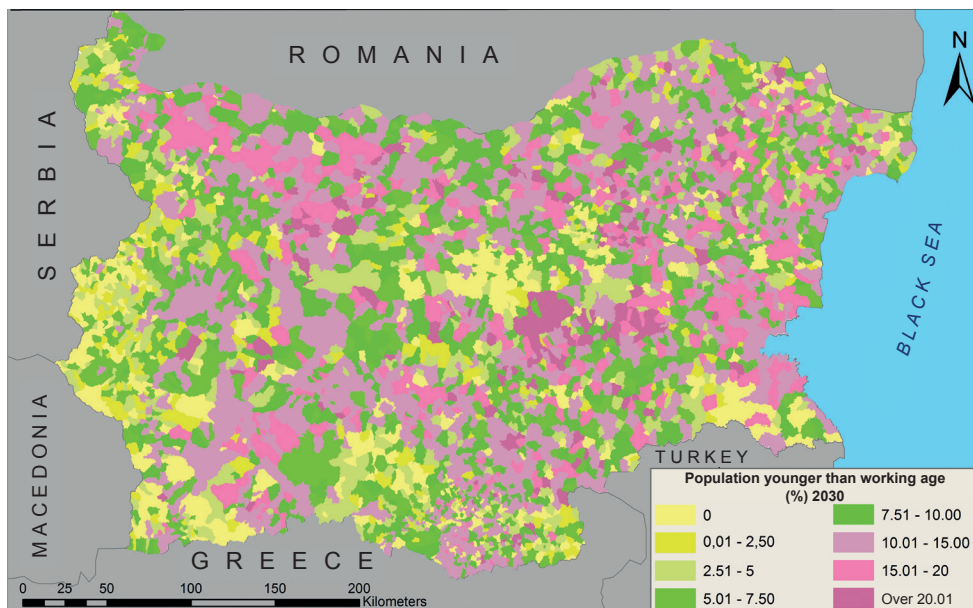 ROMANIA
N
SERBIA
BLACK SEA
MACEDONIA
TURKEY
GREECE
Population younger than working age
(%) 2030
0
0,01 - 2,50
2.51 - 5
5.01 - 7.50
7.51 - 10.00
10.01 - 15.00
15.01 - 20
Over 20.01
0 25 50 100 150 200
Kilometers